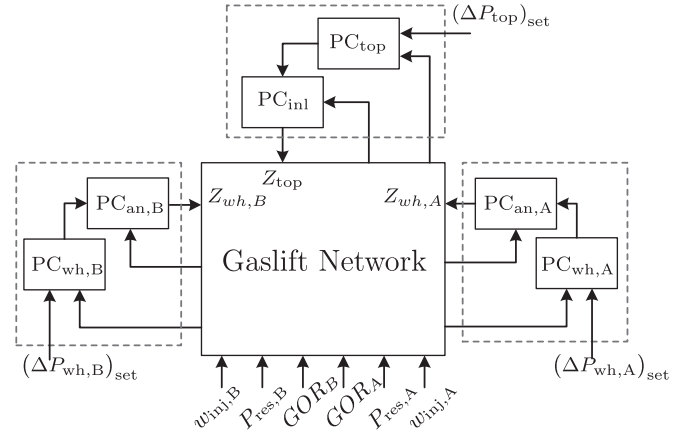 (ΔP_top)_set
PC_top
PC_inl
Z_top
Z_wh,B
Z_wh,A
PC_an,B
PC_an,A
PC_wh,B
PC_wh,A
Gaslift Network
(ΔP_wh,B)_set
(ΔP_wh,A)_set
w_inj,B
P_res,B
GOR_B
GOR_A
P_res,A
w_inj,A